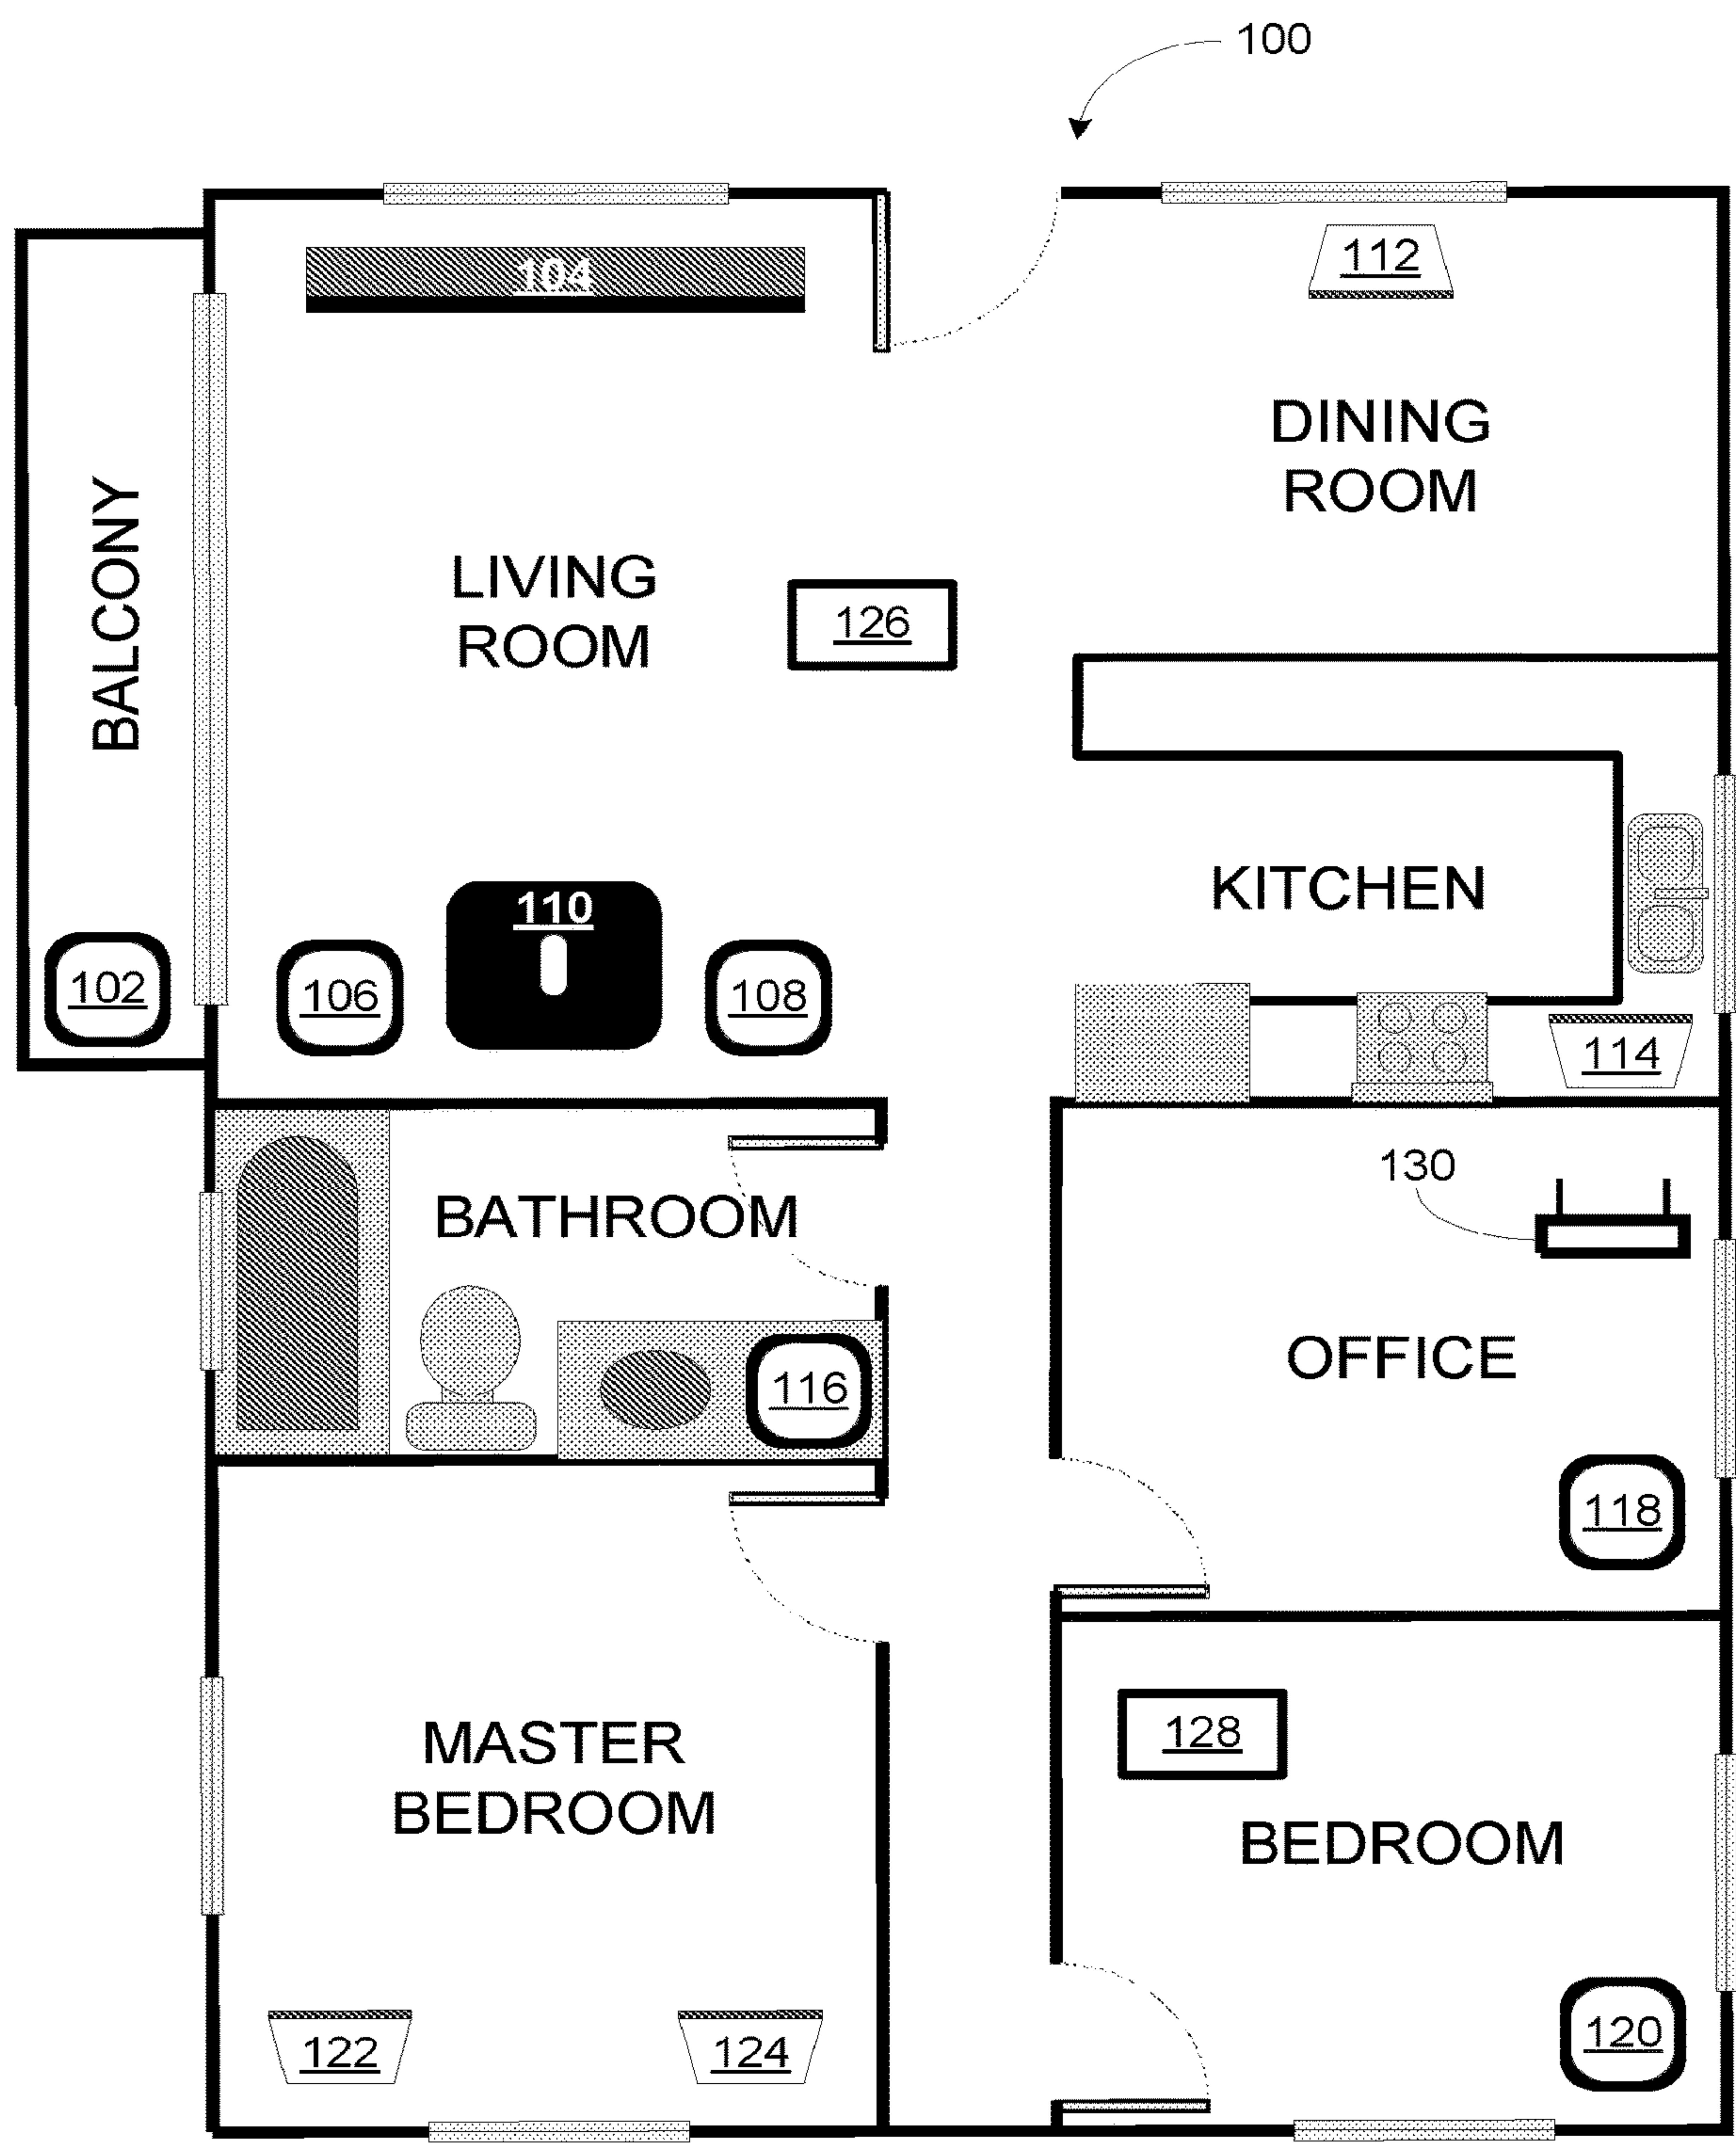 100
104
112
DINING
ROOM
BALCONY
LIVING
ROOM
126
KITCHEN
110
102
106
108
114
130
BATHROOM
OFFICE
116
118
MASTER
BEDROOM
128
BEDROOM
122
124
120